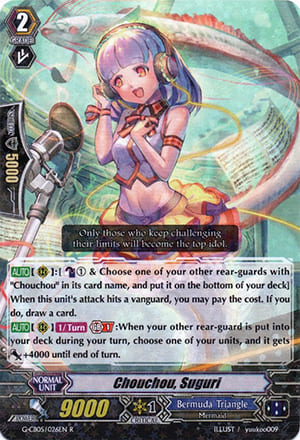 2
GRADE
5000
Only those who keep challenging
their limits will become the top idol.
AUTO [ ]:[ 1 & Choose one of your other rear-guards with
"Chouchou" in its card name, and put it on the bottom of your deck]
When this unit's attack hits a vanguard, you may pay the cost. If you
do, draw a card.
AUTO [ ] 1/Turn 1:"When your other rear-guard is put into
your deck during your turn, choose one of your units, and it gets
+4000 until end of turn.
NORMAL
UNIT
Chouchou, Suguri
POWER
9000
1
CRITICAL
Bermuda Triangle
Mermaid
G-CB05/026EN R
ILLUST / yuukoo009